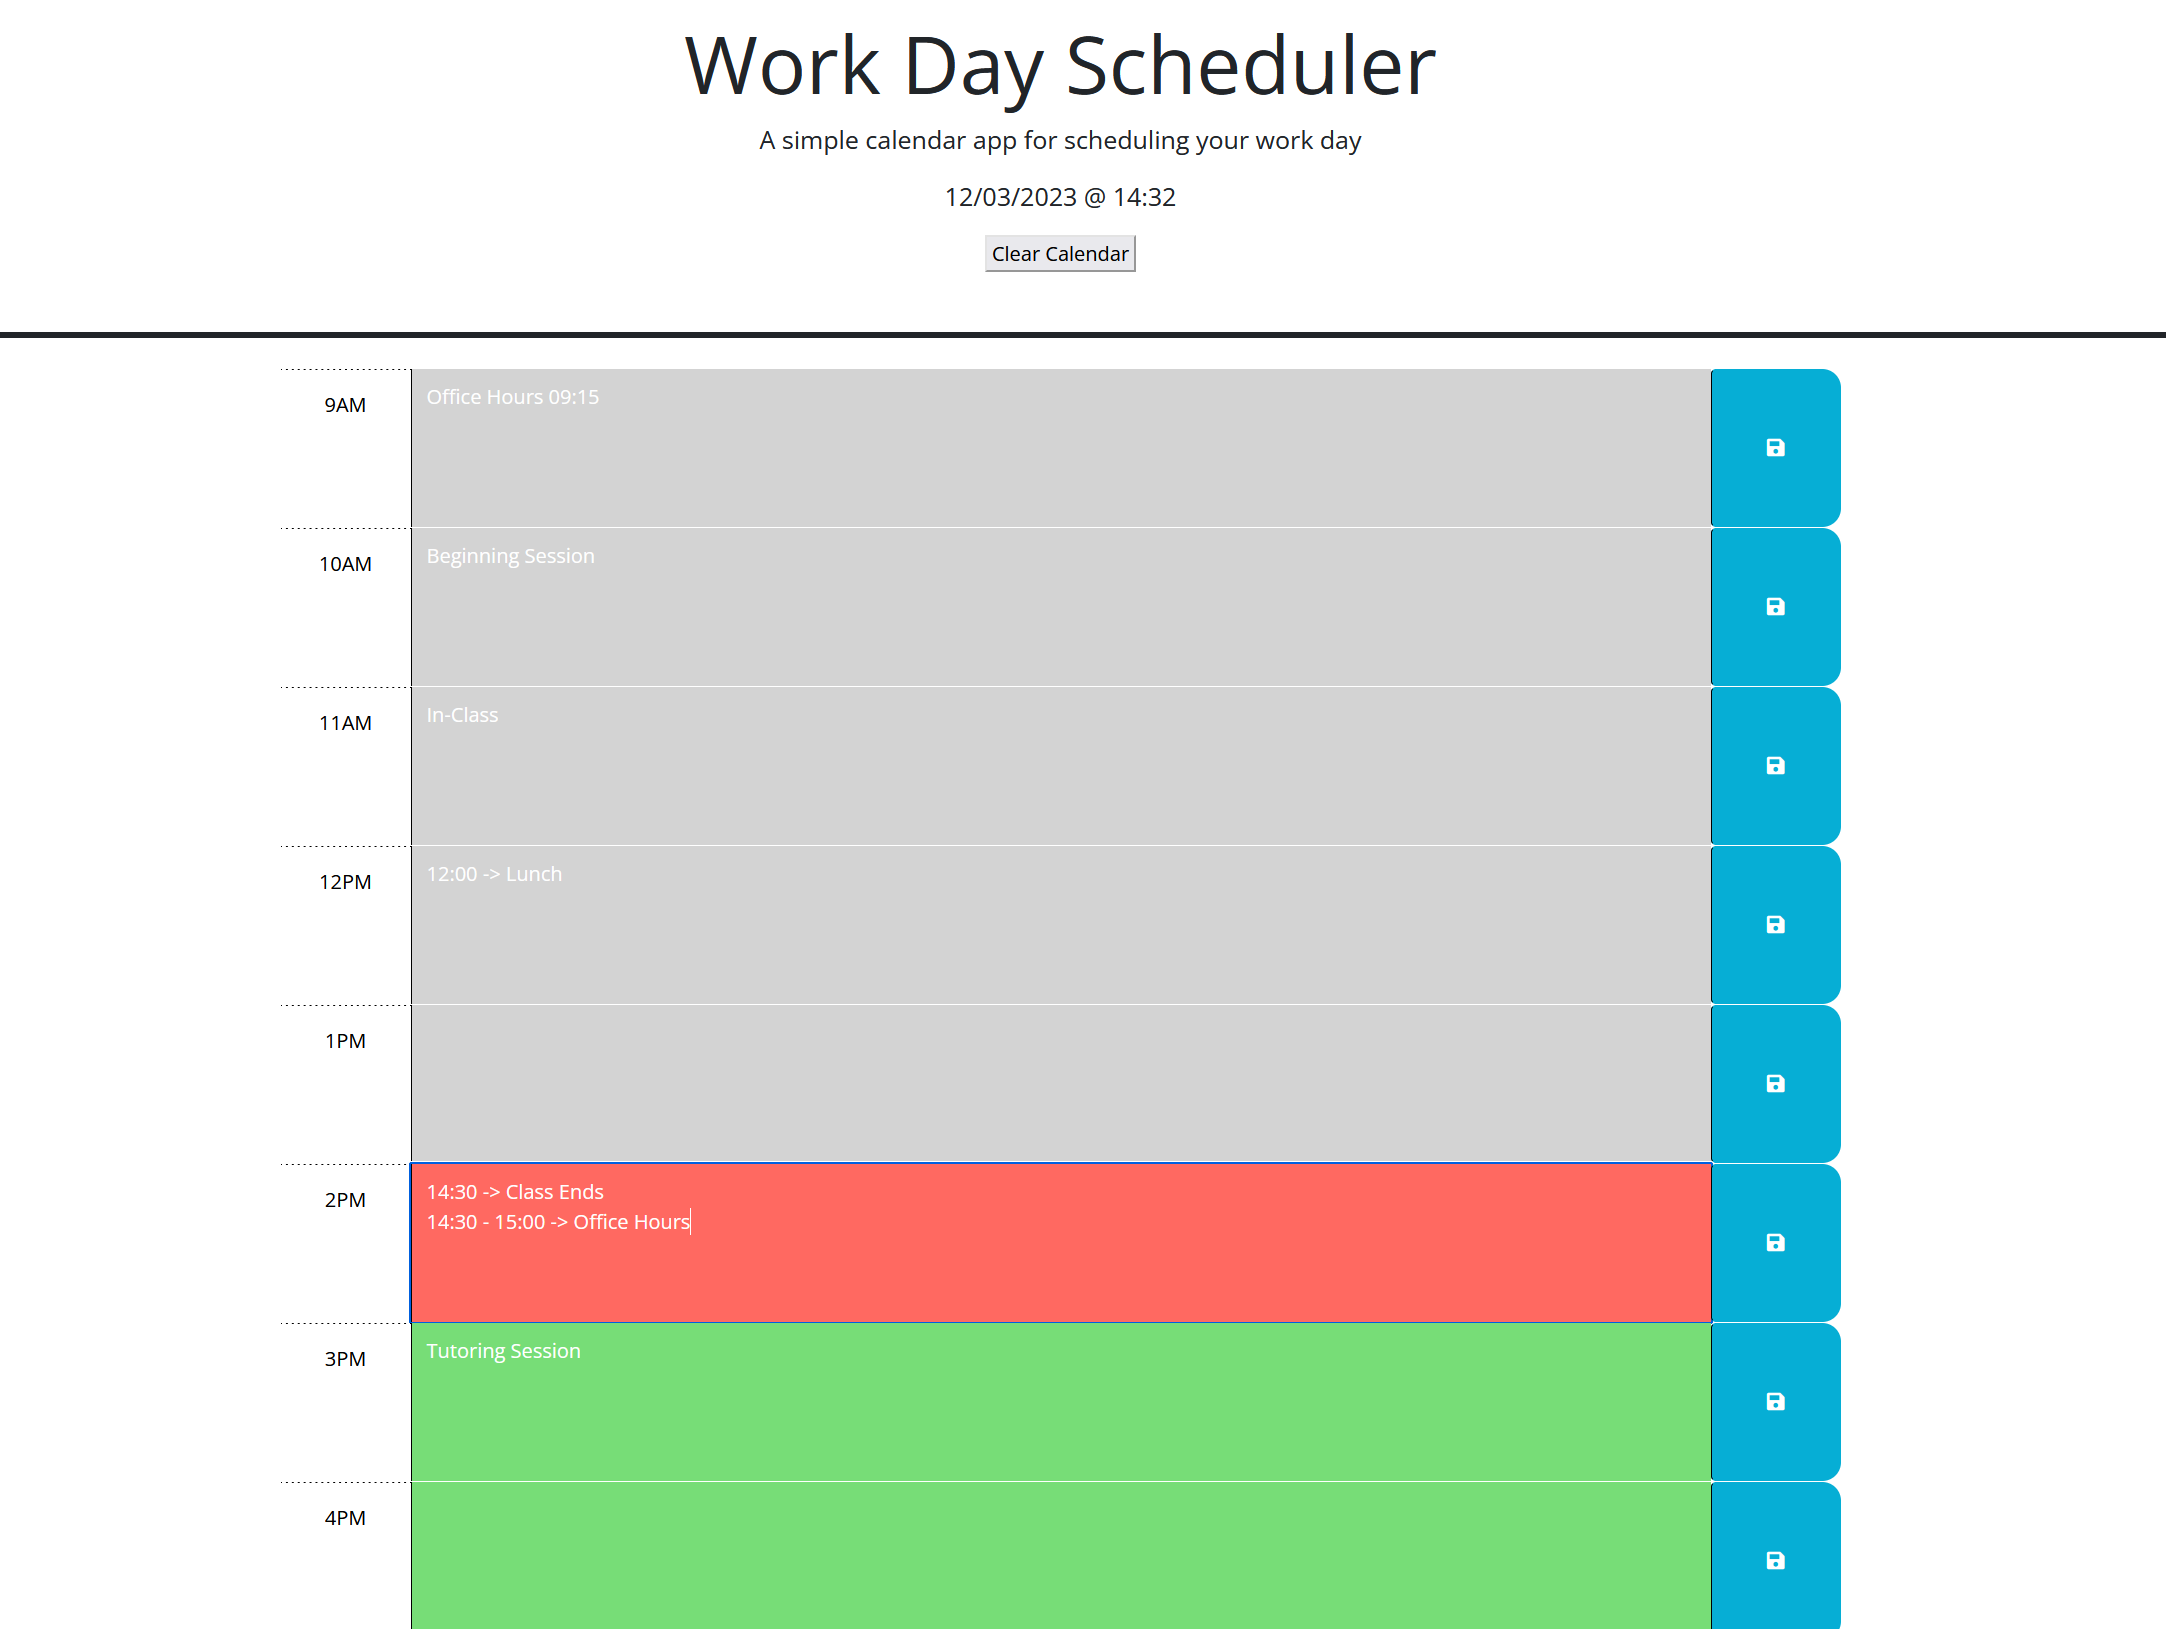 Work Day Scheduler
A simple calendar app for scheduling your work day
12/03/2023 @ 14:32
Clear Calendar
9AM
Office Hours 09:15
10AM
Beginning Session
11AM
In-Class
12PM
12:00 -> Lunch
1PM
2PM
14:30 -> Class Ends
14:30 - 15:00 -> Office Hours
3PM
Tutoring Session
4PM